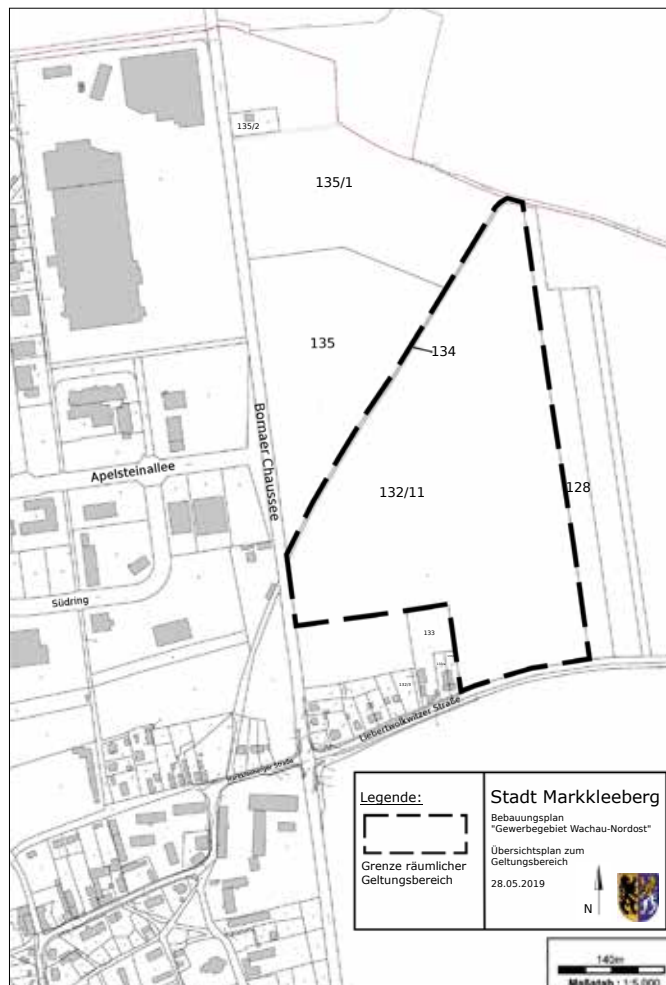 135/2
135/1
135
134
Bornaer Chaussee
Apelsteinallee
132/11
128
Südring
133
Liebertwolkwitzer Straße
Legende:
Grenze räumlicher
Geltungsbereich
Stadt Markkleeberg
Bebauungsplan
"Gewerbegebiet Wachau-Nordost"
Übersichtsplan zum
Geltungsbereich
28.05.2019
N
140m
Maßstab : 1:5.000